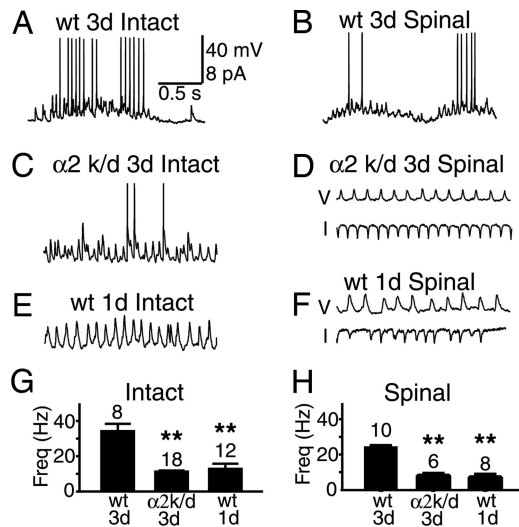 A wt 3d Intact
40 mV
8 pA
0.5 s
B wt 3d Spinal
C α2 k/d 3d Intact
D α2 k/d 3d Spinal
V
I
E wt 1d Intact
F wt 1d Spinal
V
I
G Intact
Freq (Hz)
40
20
0
8
**
18
**
12
wt 3d
α2k/d 3d
wt 1d
H Spinal
Freq (Hz)
40
20
0
10
**
6
**
8
wt 3d
α2k/d 3d
wt 1d